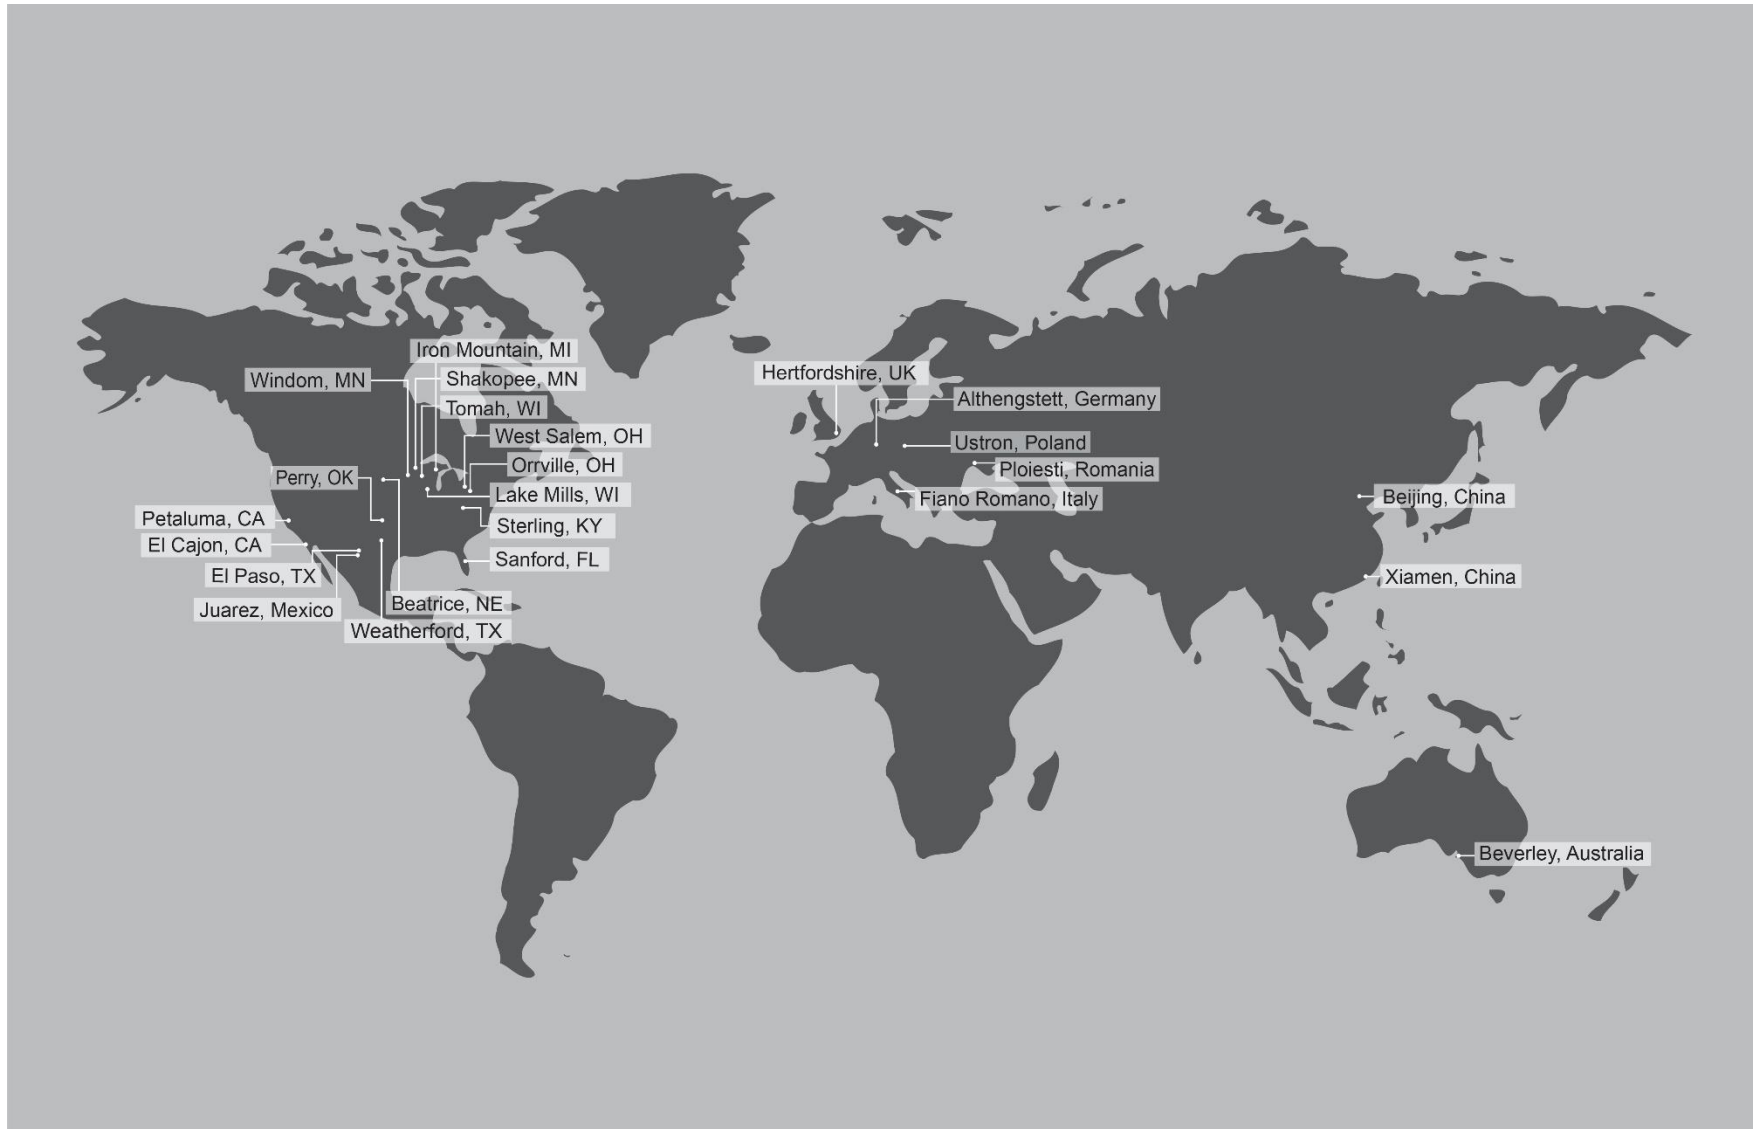 Iron Mountain, MI
Windom, MN
Shakopee, MN
Tomah, WI
West Salem, OH
Orrville, OH
Perry, OK
Lake Mills, WI
Petaluma, CA
Sterling, KY
El Cajon, CA
Sanford, FL
El Paso, TX
Juarez, Mexico
Beatrice, NE
Weatherford, TX
Hertfordshire, UK
Althengstett, Germany
Ustron, Poland
Ploiesti, Romania
Fiano Romano, Italy
Beijing, China
Xiamen, China
Beverley, Australia